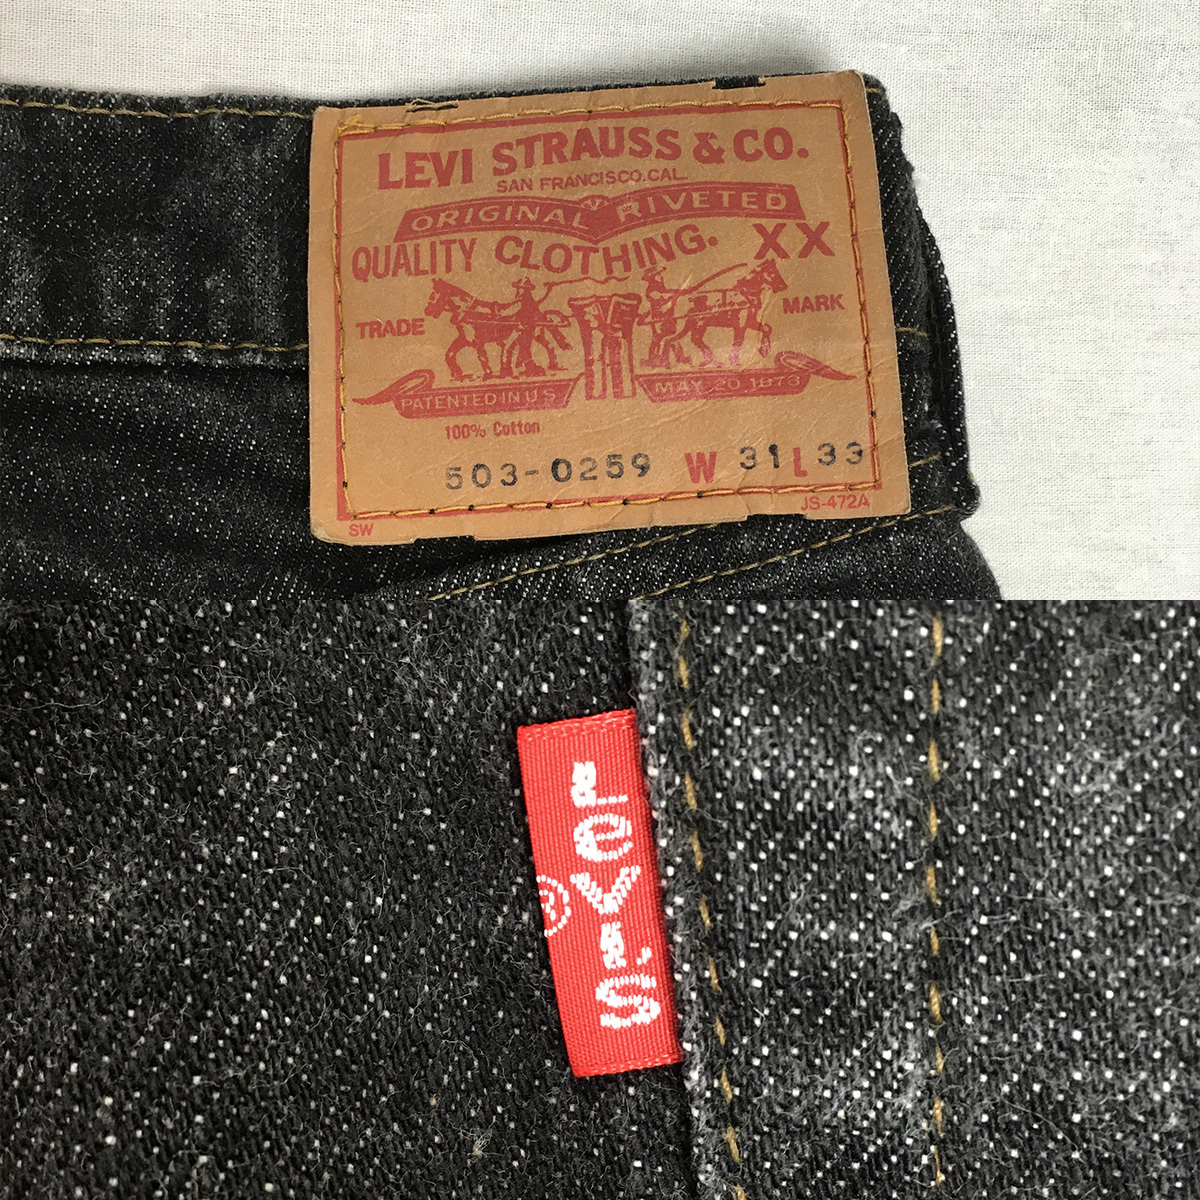 LEVI STRAUSS & CO.
SAN FRANCISCO.CAL.
ORIGINAL RIVETED
QUALITY CLOTHING. XX
TRADE MARK
PATENTED IN U S MAY 20 1873
100% Cotton
503-0259 W 31 L 33
SW JS-472A
LeVI'S
®